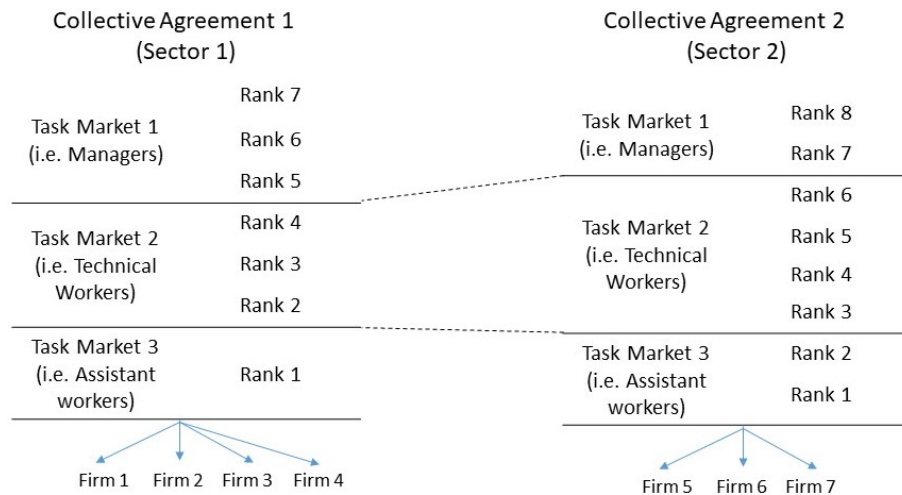 Collective Agreement 1
(Sector 1)
Task Market 1
(i.e. Managers)
Rank 7
Rank 6
Rank 5
Task Market 2
(i.e. Technical
Workers)
Rank 4
Rank 3
Rank 2
Task Market 3
(i.e. Assistant
workers)
Rank 1
Firm 1
Firm 2
Firm 3
Firm 4
Collective Agreement 2
(Sector 2)
Task Market 1
(i.e. Managers)
Rank 8
Rank 7
Task Market 2
(i.e. Technical
Workers)
Rank 6
Rank 5
Rank 4
Rank 3
Task Market 3
(i.e. Assistant
workers)
Rank 2
Rank 1
Firm 5
Firm 6
Firm 7